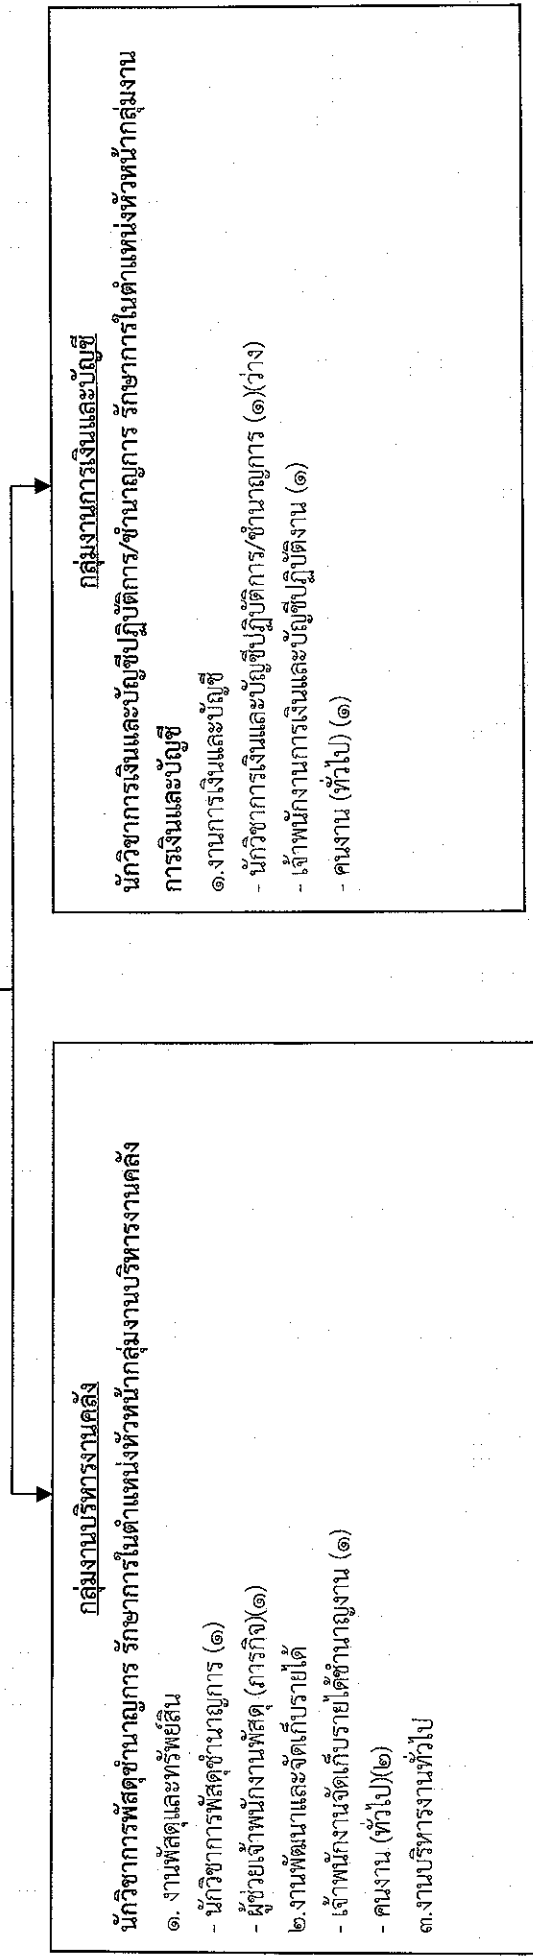 กลุ่มงานบริหารงานคลัง
นักวิชาการพัสดุชำนาญการ รักษาการในตำแหน่งหัวหน้ากลุ่มงานบริหารงานคลัง
๑. งานพัสดุและทรัพย์สิน
- นักวิชาการพัสดุชำนาญการ (๑)
- ผู้ช่วยเจ้าพนักงานพัสดุ (ภารกิจ)(๑)
๒.งานพัฒนาและจัดเก็บรายได้
- เจ้าพนักงานจัดเก็บรายได้ชำนาญงาน (๑)
- คนงาน (ทั่วไป)(๒)
๓.งานบริหารงานทั่วไป
กลุ่มงานการเงินและบัญชี
นักวิชาการเงินและบัญชีปฏิบัติการ/ชำนาญการ รักษาการในตำแหน่งหัวหน้ากลุ่มงาน
การเงินและบัญชี
๑.งานการเงินและบัญชี
- นักวิชาการเงินและบัญชีปฏิบัติการ/ชำนาญการ (๑)(ว่าง)
- เจ้าพนักงานการเงินและบัญชีปฏิบัติงาน (๑)
- คนงาน (ทั่วไป) (๑)